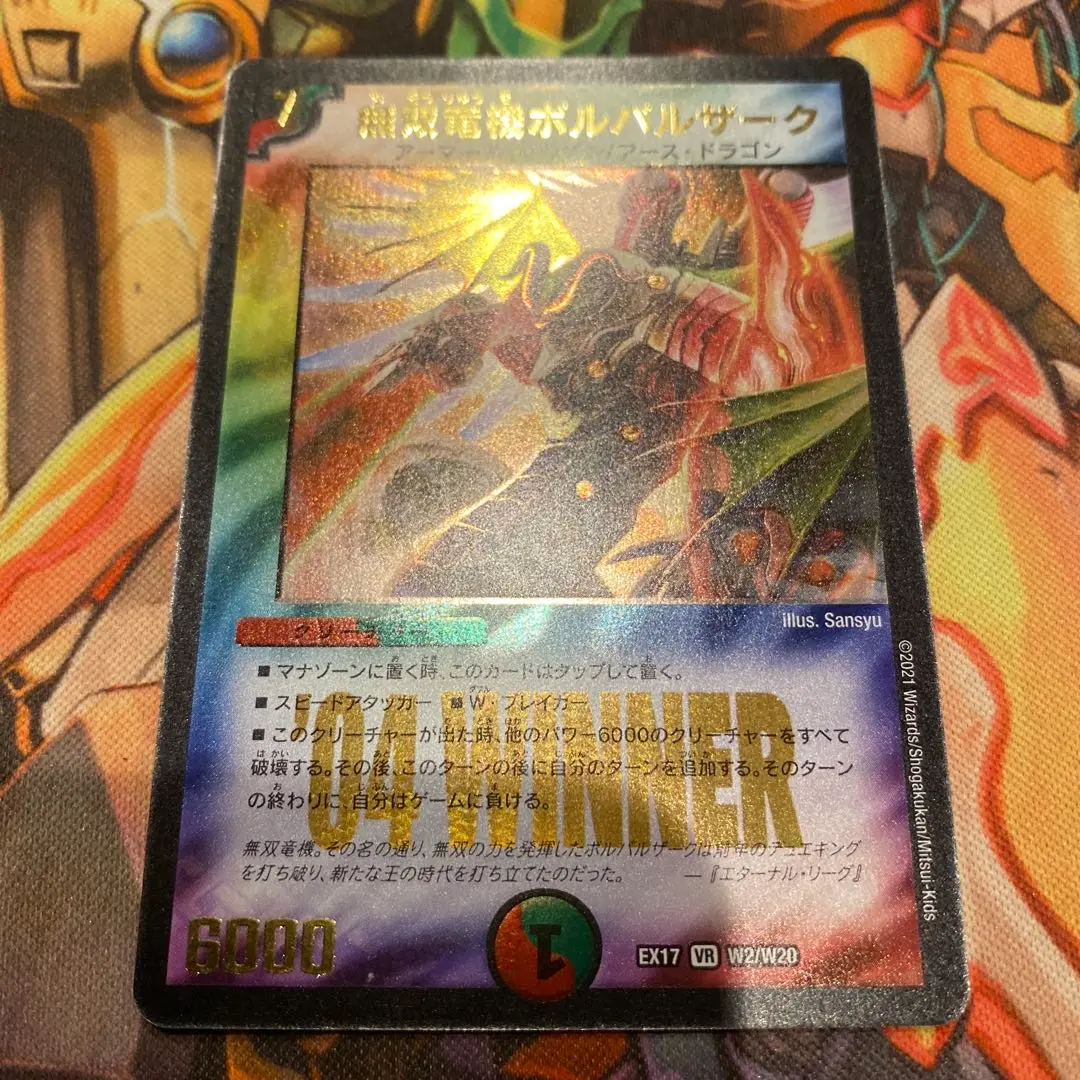 7
無双竜機ボルバルザーク
アーマード・ドラゴン/アース・ドラゴン
illus. Sansyu
クリーチャー
■ マナゾーンに置く時、このカードはタップして置く。
■ スピードアタッカー ■ W・ブレイカー
■ このクリーチャーが出た時、他のパワー6000のクリーチャーをすべて
破壊する。その後、このターンの後に自分のターンを追加する。そのターン
の終わりに、自分はゲームに負ける。
'04 WINNER
無双竜機。その名の通り、無双の力を発揮したボルバルザークは前年のデュエキング
を打ち破り、新たな王の時代を打ち立てたのだった。 ―『エターナル・リーグ』
6000
1
EX17 VR W2/W20
©2021 Wizards/Shogakukan/Mitsui-Kids